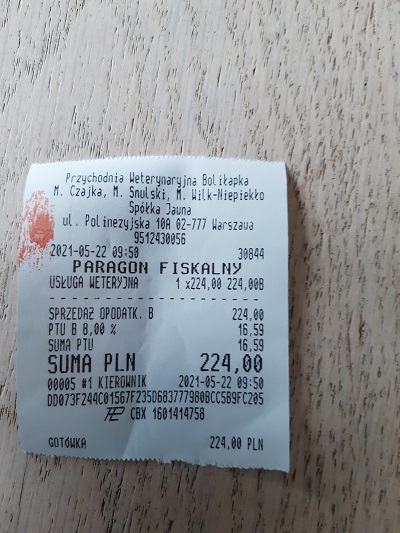 Przychodnia Weterynaryjna Boliłapka
M. Czajka, M. Smulski, M. Wilk-Niepiekło
Spółka Jawna
ul. Polinezyjska 10A 02-777 Warszawa
9512430056
2021-05-22 09:50 30844
PARAGON FISKALNY
USŁUGA WETERYJNA 1 x224,00 224,00B
SPRZEDAŻ OPODATK. B 224,00
PTU B 8,00 % 16,59
SUMA PTU 16,59
SUMA PLN 224,00
00005 #1 KIEROWNIK 2021-05-22 09:50
DD073F244C01567F235D683777980BCC5B9FC205
CBX 1601414758
GOTÓWKA 224,00 PLN